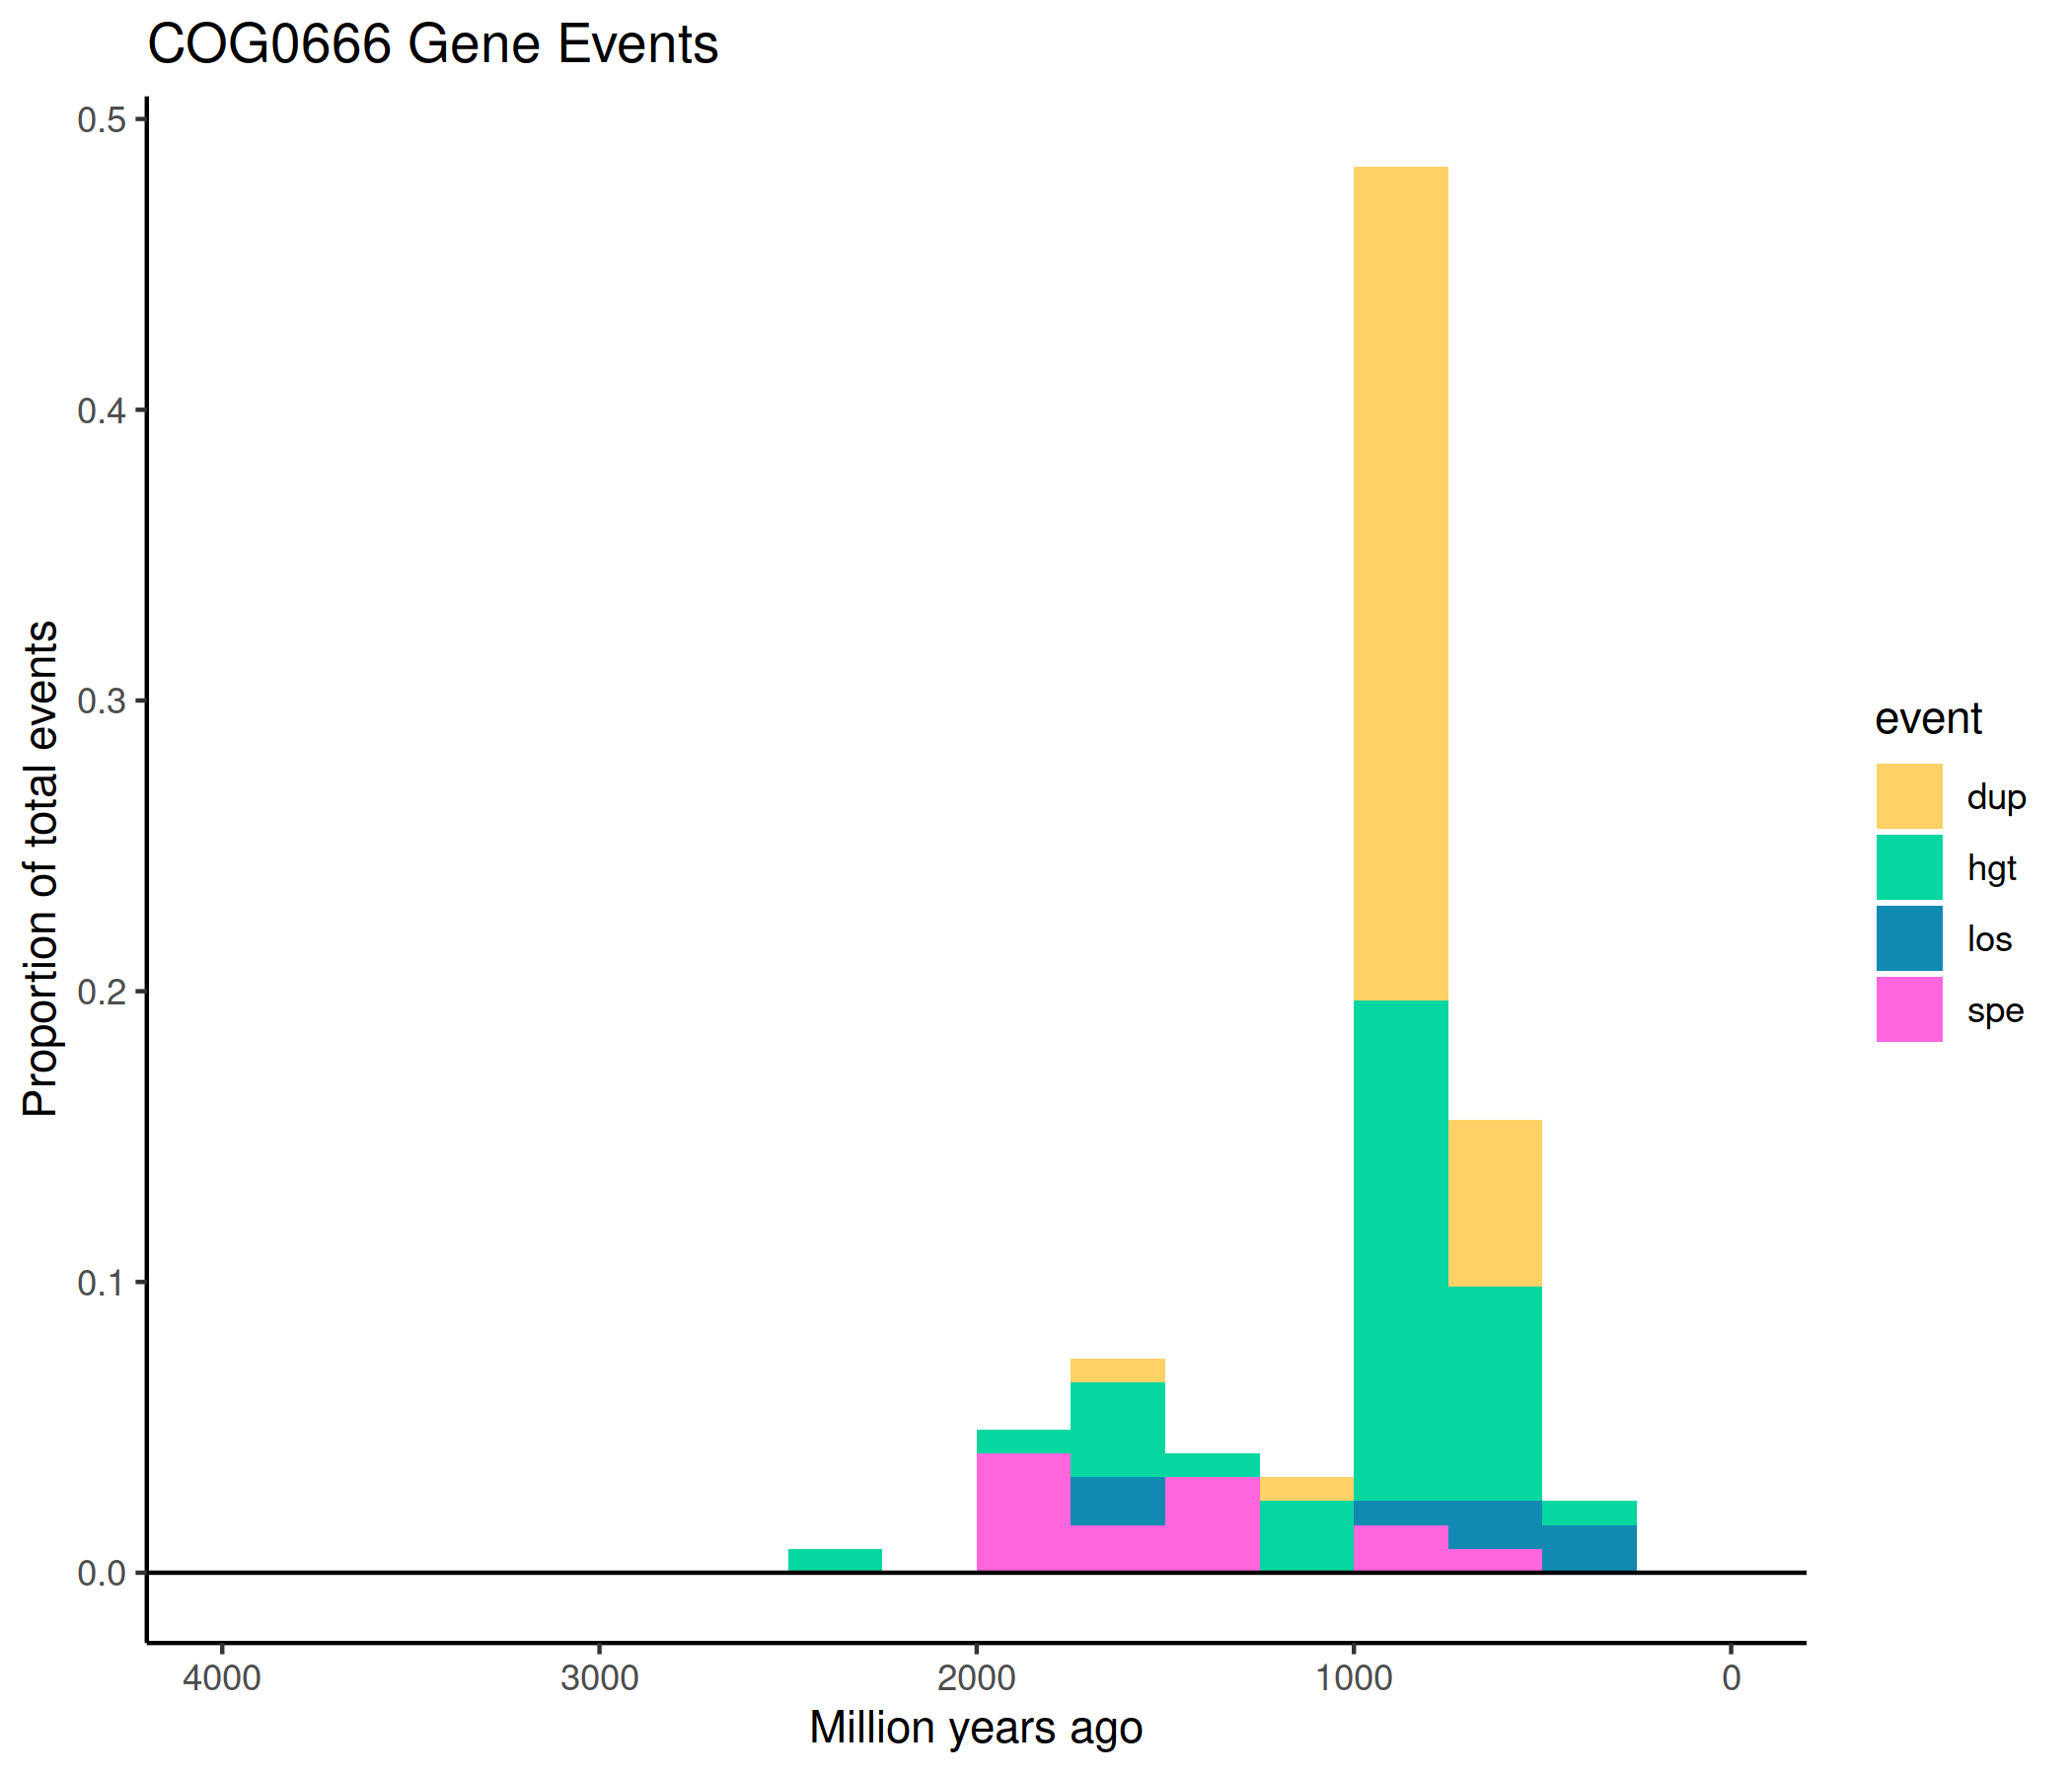 COG0666 Gene Events
Proportion of total events
0.5
0.4
0.3
0.2
0.1
0.0
4000 3000 2000 1000 0
Million years ago
event
dup
hgt
los
spe